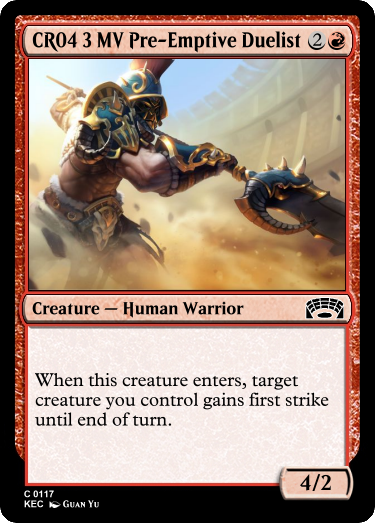 CR04 3 MV Pre-Emptive Duelist 2
Creature — Human Warrior
When this creature enters, target
creature you control gains first strike
until end of turn.
4/2
C 0117
KEC Guan Yu